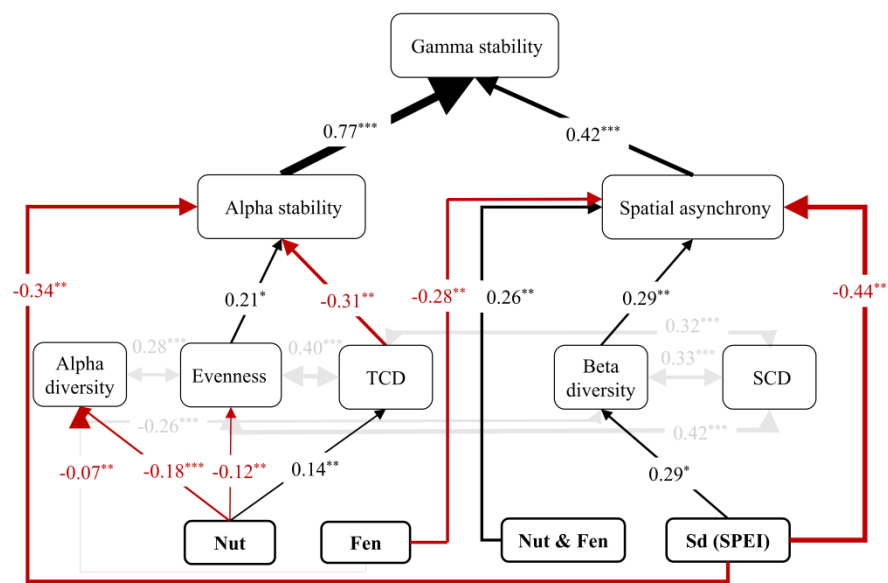 Gamma stability
0.77***
0.42***
Alpha stability
Spatial asynchrony
-0.34**
0.21*
-0.31**
-0.28**
0.26**
0.29**
-0.44**
0.32***
Alpha
diversity
0.28***
Evenness
0.40***
TCD
Beta
diversity
0.33***
SCD
-0.26***
0.42***
-0.07**
-0.18***
-0.12**
0.14**
0.29*
Nut
Fen
Nut & Fen
Sd (SPEI)